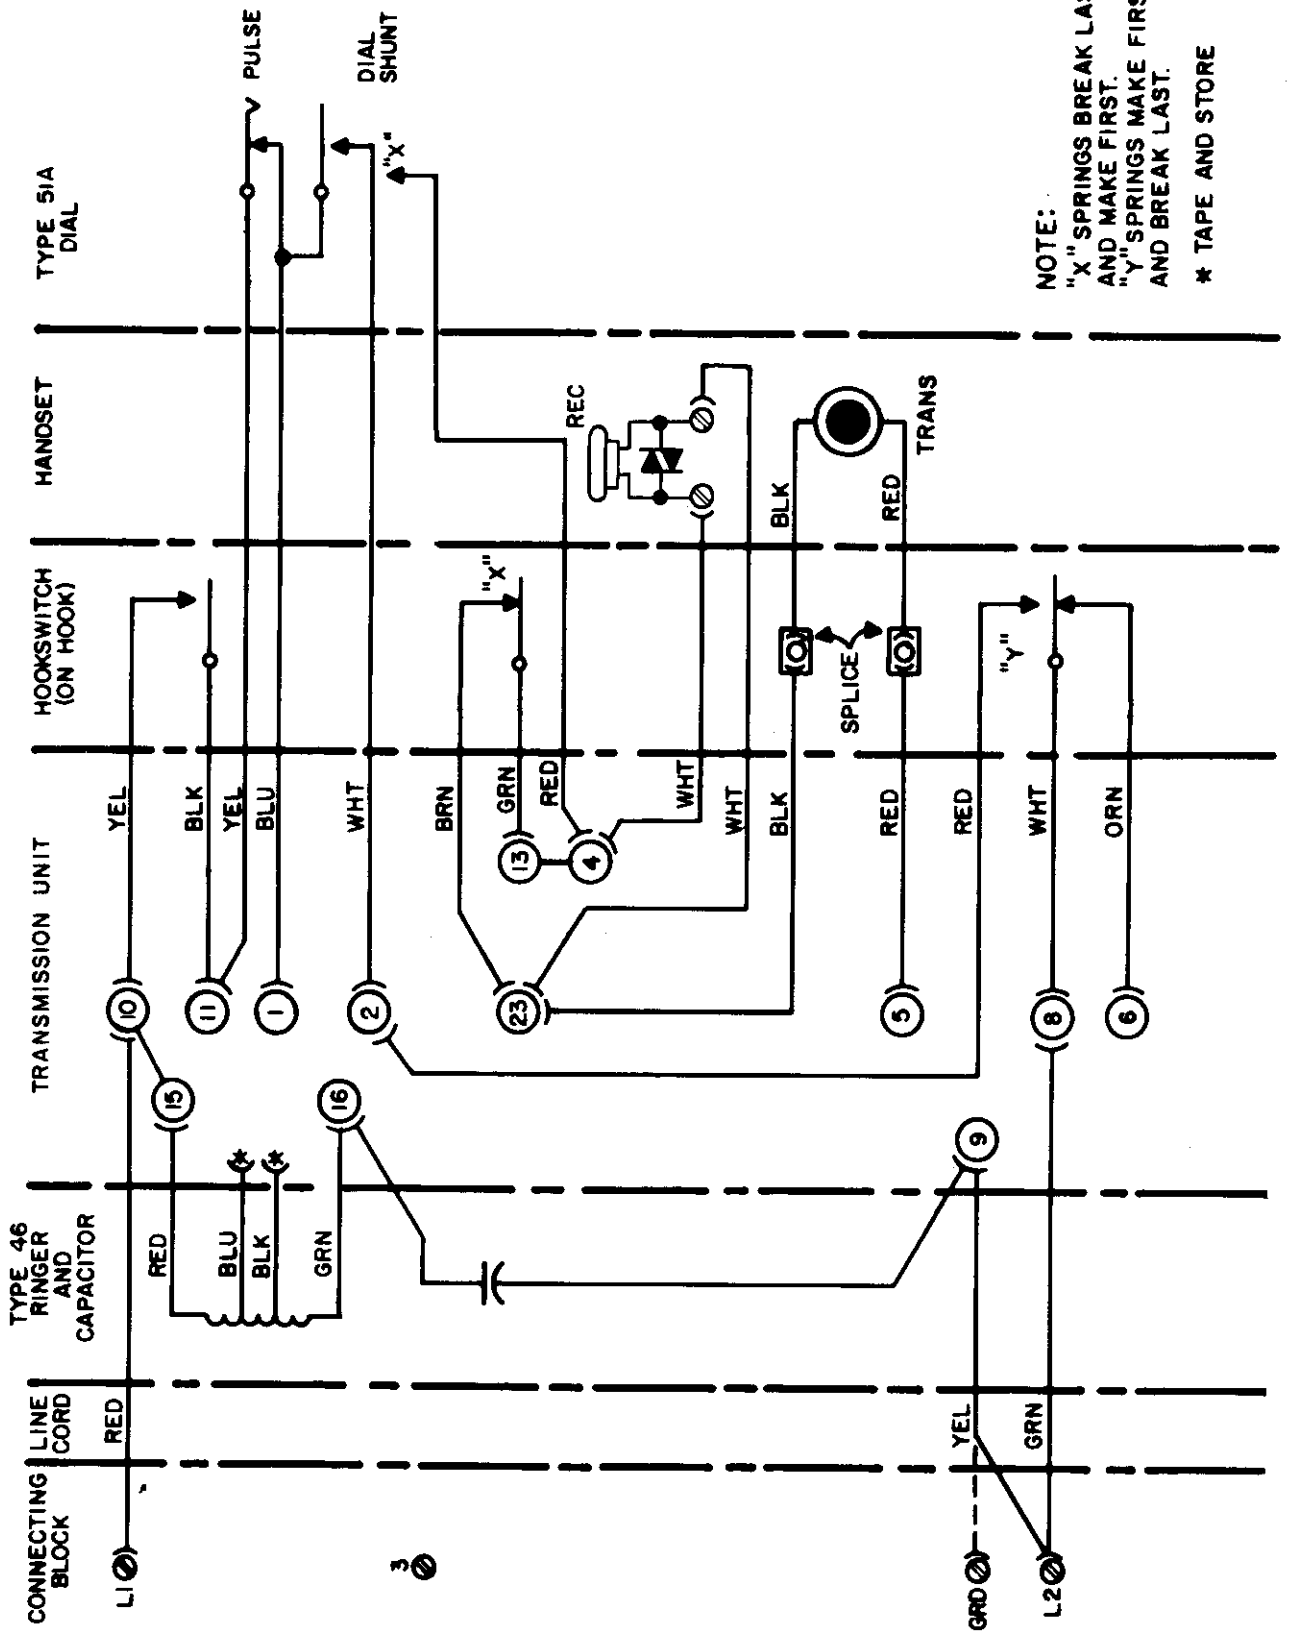 CONNECTING
BLOCK
LINE
CORD
TYPE 46
RINGER
AND
CAPACITOR
TRANSMISSION UNIT
HOOKSWITCH
(ON HOOK)
HANDSET
TYPE 51A
DIAL
L1
RED
10
YEL
RED
15
11
BLK
YEL
BLU
*
BLK
*
1
BLU
PULSE
GRN
16
2
WHT
DIAL
SHUNT
"X"
3
BRN
"X"
23
13
GRN
RED
4
REC
WHT
WHT
BLK
BLK
SPLICE
5
RED
RED
TRANS
GRD
YEL
9
RED
"Y"
L2
GRN
8
WHT
6
ORN
NOTE:
"X" SPRINGS BREAK LAS
AND MAKE FIRST.
"Y" SPRINGS MAKE FIRS
AND BREAK LAST.
* TAPE AND STORE